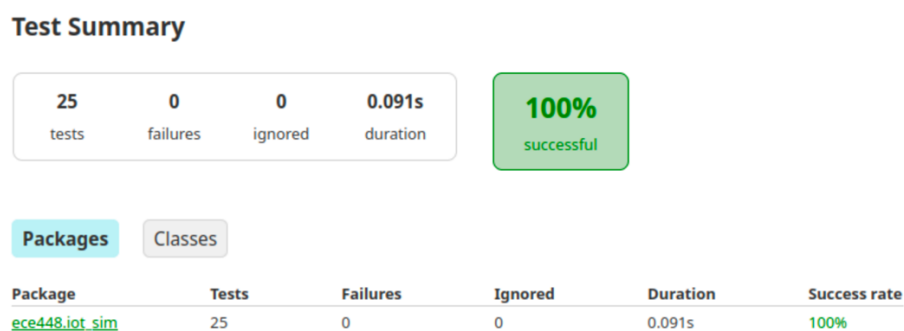 Test Summary
25 0 0 0.091s
tests failures ignored duration
100%
successful
Packages Classes
Package Tests Failures Ignored Duration Success rate
ece448.iot_sim 25 0 0 0.091s 100%